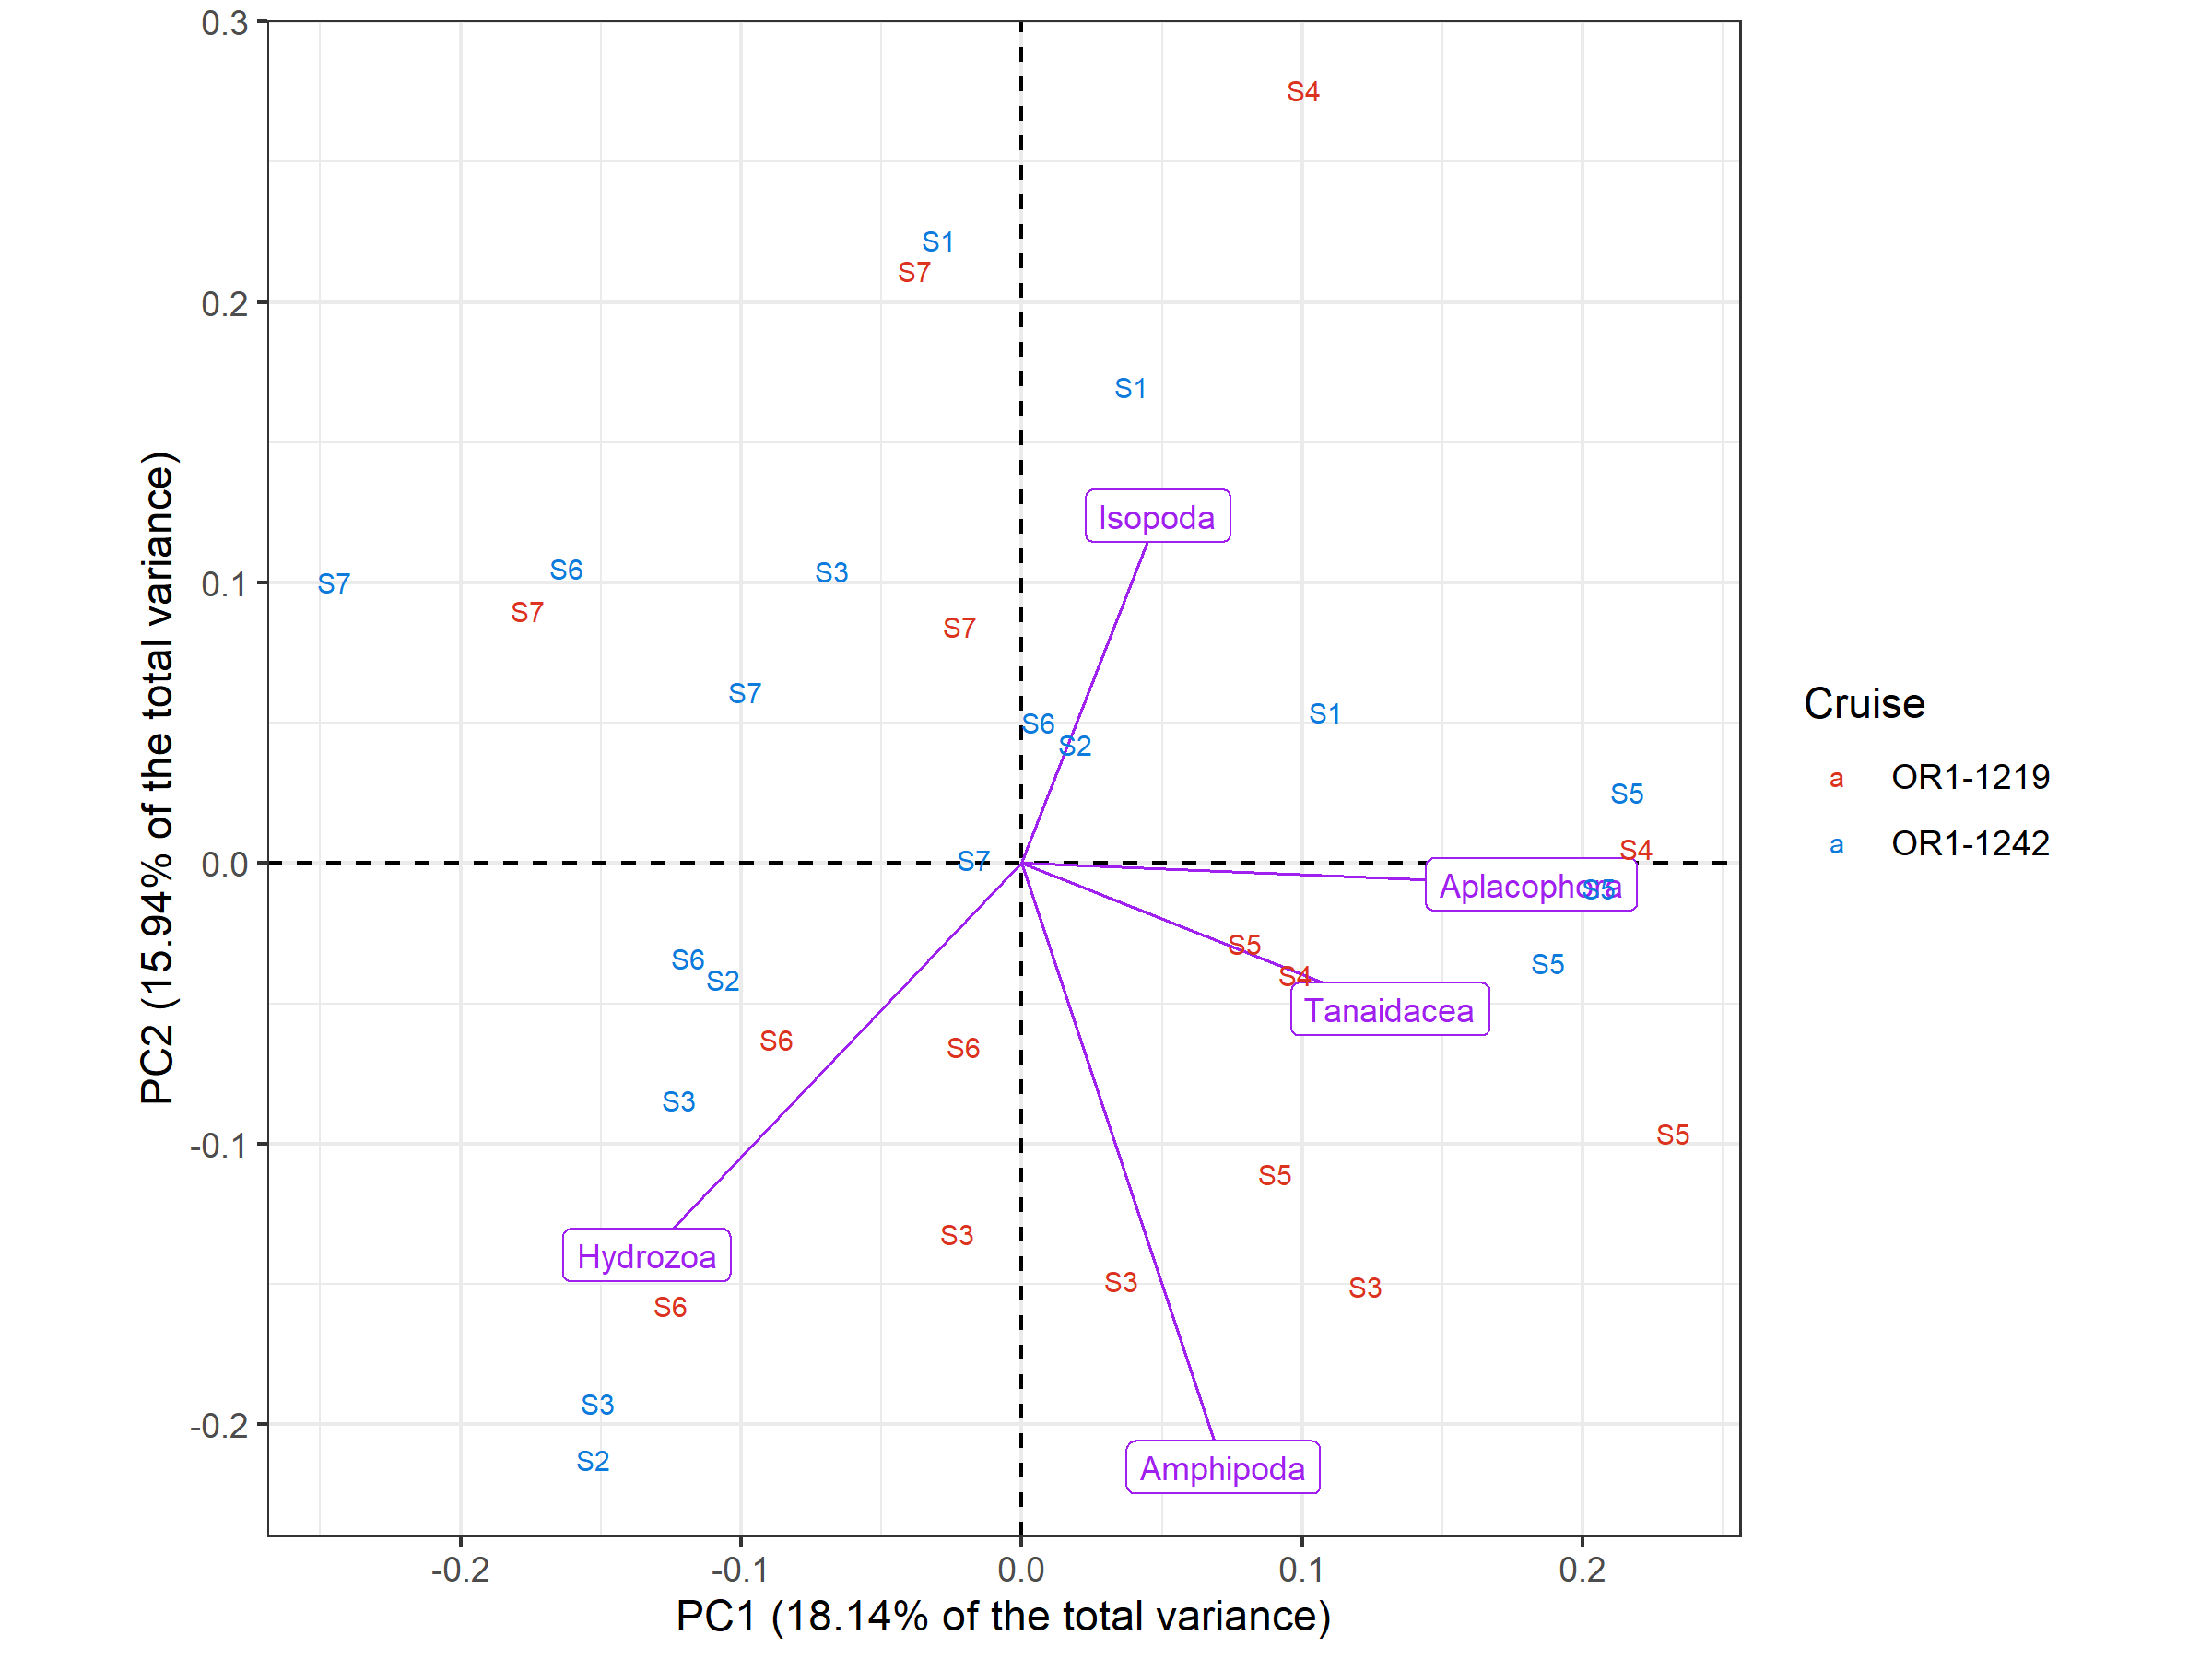 0.3
S4
S1
S7
0.2
S1
Isopoda
S6
S3
S7
0.1
S7
S7
S7
S6
S1
S2
S5
S4
S7
0.0
Aplacophora
S5
S5
S6
S5
S4
S2
Tanaidacea
S6
S6
S3
S5
-0.1
S5
S3
Hydrozoa
S3
S3
S6
S3
-0.2
S2
Amphipoda
-0.2
-0.1
0.0
0.1
0.2
PC1 (18.14% of the total variance)
PC2 (15.94% of the total variance)
Cruise
a OR1-1219
a OR1-1242